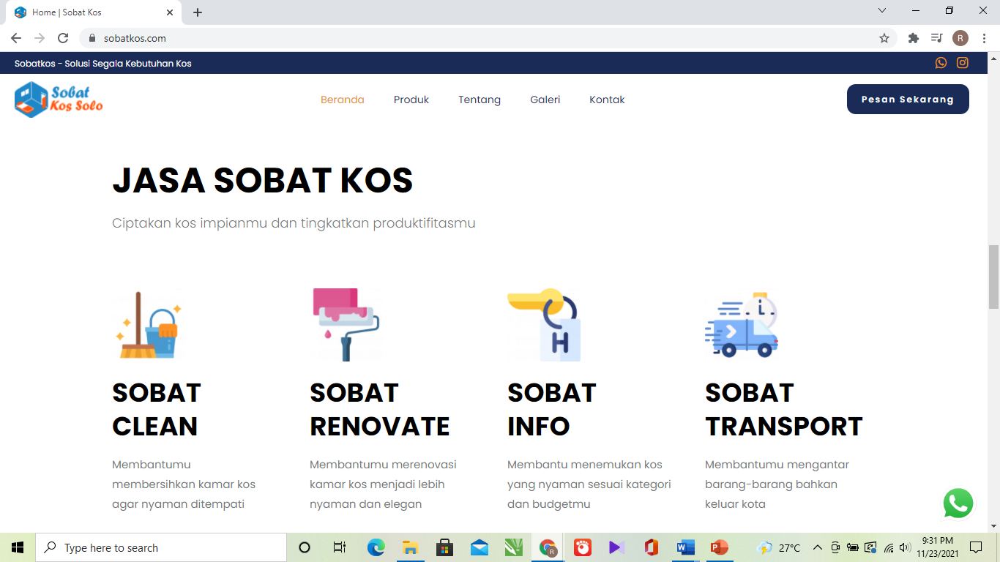 Home | Sobat Kos
sobatkos.com
R
Sobatkos - Solusi Segala Kebutuhan Kos
Sobat
Kos Solo
Beranda
Produk
Tentang
Galeri
Kontak
Pesan Sekarang
JASA SOBAT KOS
Ciptakan kos impianmu dan tingkatkan produktifitasmu
H
SOBAT
CLEAN
Membantumu
membersihkan kamar kos
agar nyaman ditempati
SOBAT
RENOVATE
Membantumu merenovasi
kamar kos menjadi lebih
nyaman dan elegan
SOBAT
INFO
Membantu menemukan kos
yang nyaman sesuai kategori
dan budgetmu
SOBAT
TRANSPORT
Membantumu mengantar
barang-barang bahkan
keluar kota
Type here to search
R
W
P
27°C
9:31 PM
11/23/2021